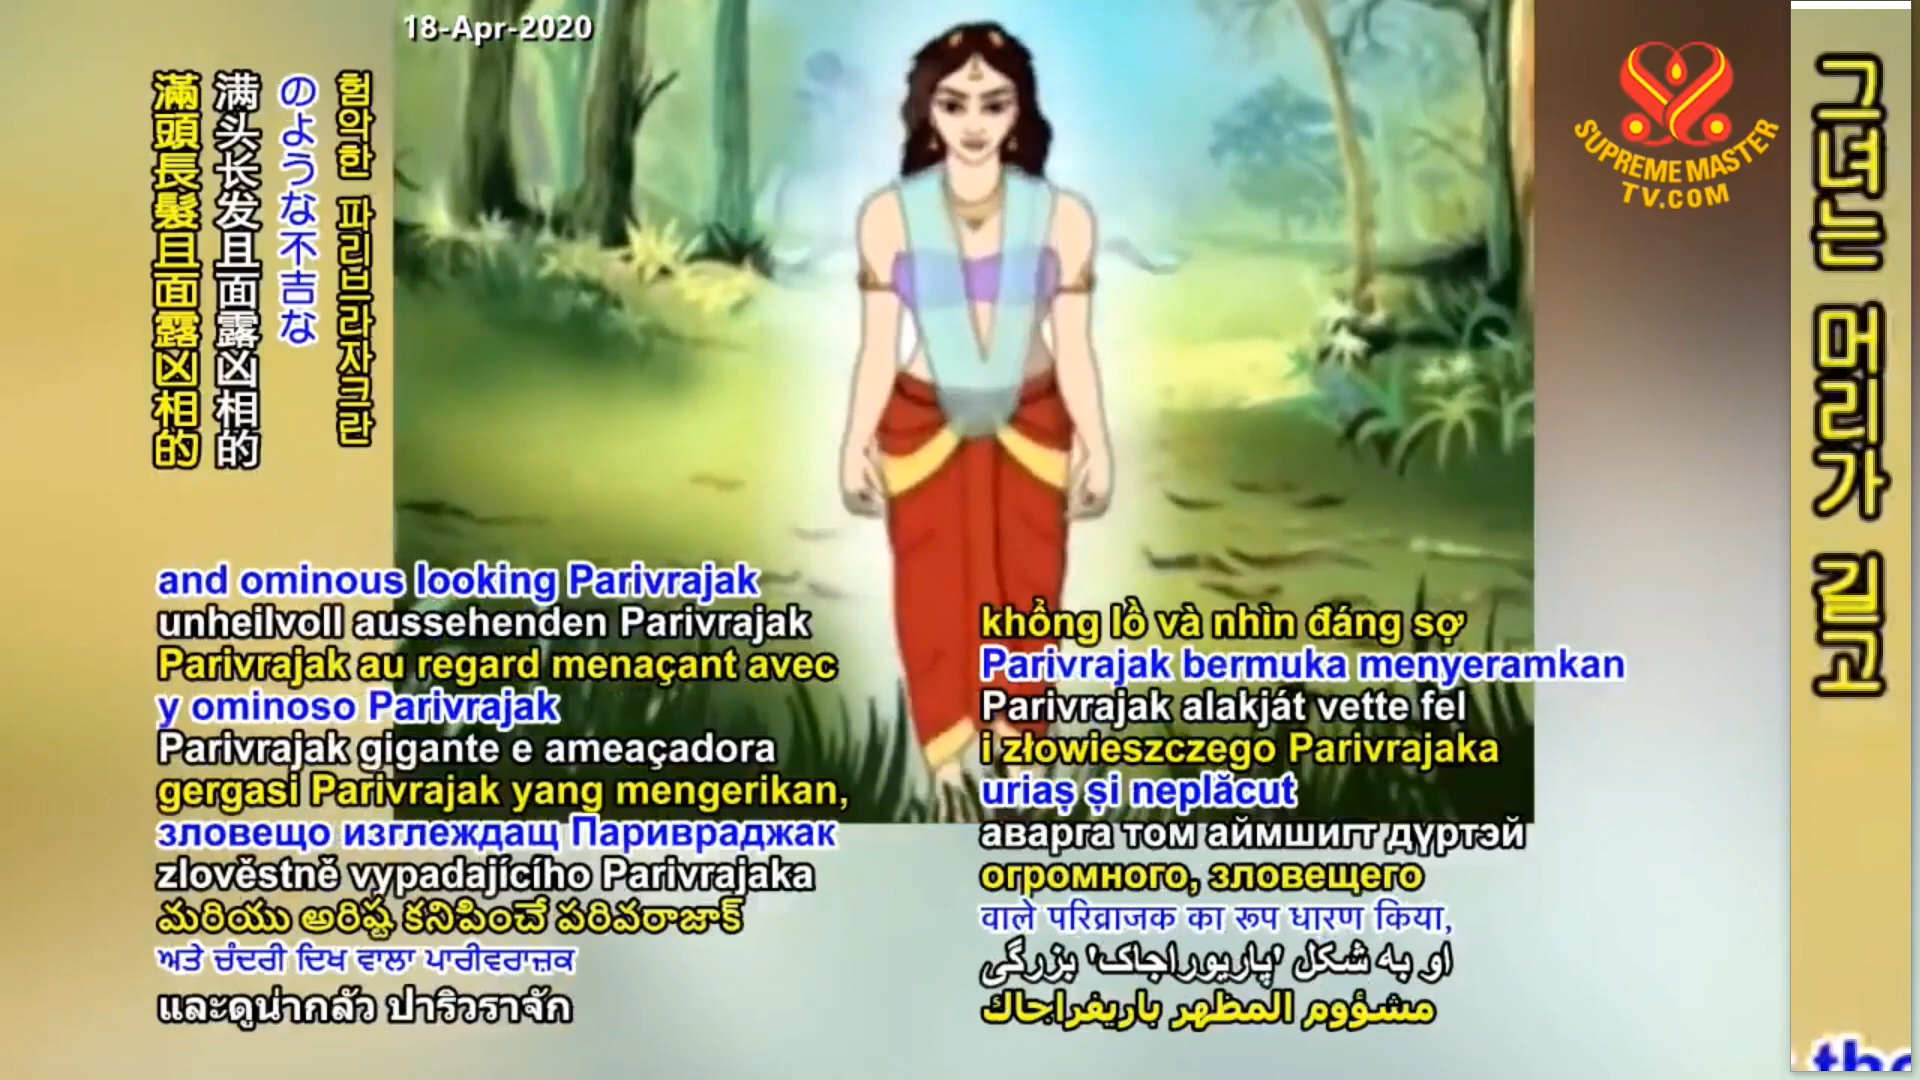 18-Apr-2020
SUPREME MASTER
TV.COM
滿頭長髮且面露凶相的
满头长发且面露凶相的
のような不吉な
험악한 파리브라자크란
그녀는 머리가 길고
and ominous looking Parivrajak
unheilvoll aussehenden Parivrajak
Parivrajak au regard menaçant avec
y ominoso Parivrajak
Parivrajak gigante e ameaçadora
gergasi Parivrajak yang mengerikan,
зловещо изглеждащ Паривраджак
zlověstně vypadajícího Parivrajaka
మరియు అరిష్ట కనిపించే పరివరాజాక్
ਅਤੇ ਚੰਦਰੀ ਦਿਖ ਵਾਲਾ ਪਾਰੀਵਰਾਜ਼ਕ
และดูน่ากลัว ปาริวราจัก
khổng lồ và nhìn đáng sợ
Parivrajak bermuka menyeramkan
Parivrajak alakját vette fel
i złowieszczego Parivrajaka
uriaș și neplăcut
аварга том аймшигт дүртэй
огромного, зловещего
वाले परिव्राजक का रूप धारण किया,
او به شکل 'پاریوراجاک' بزرگی
مشؤوم المظهر باريفراجاك